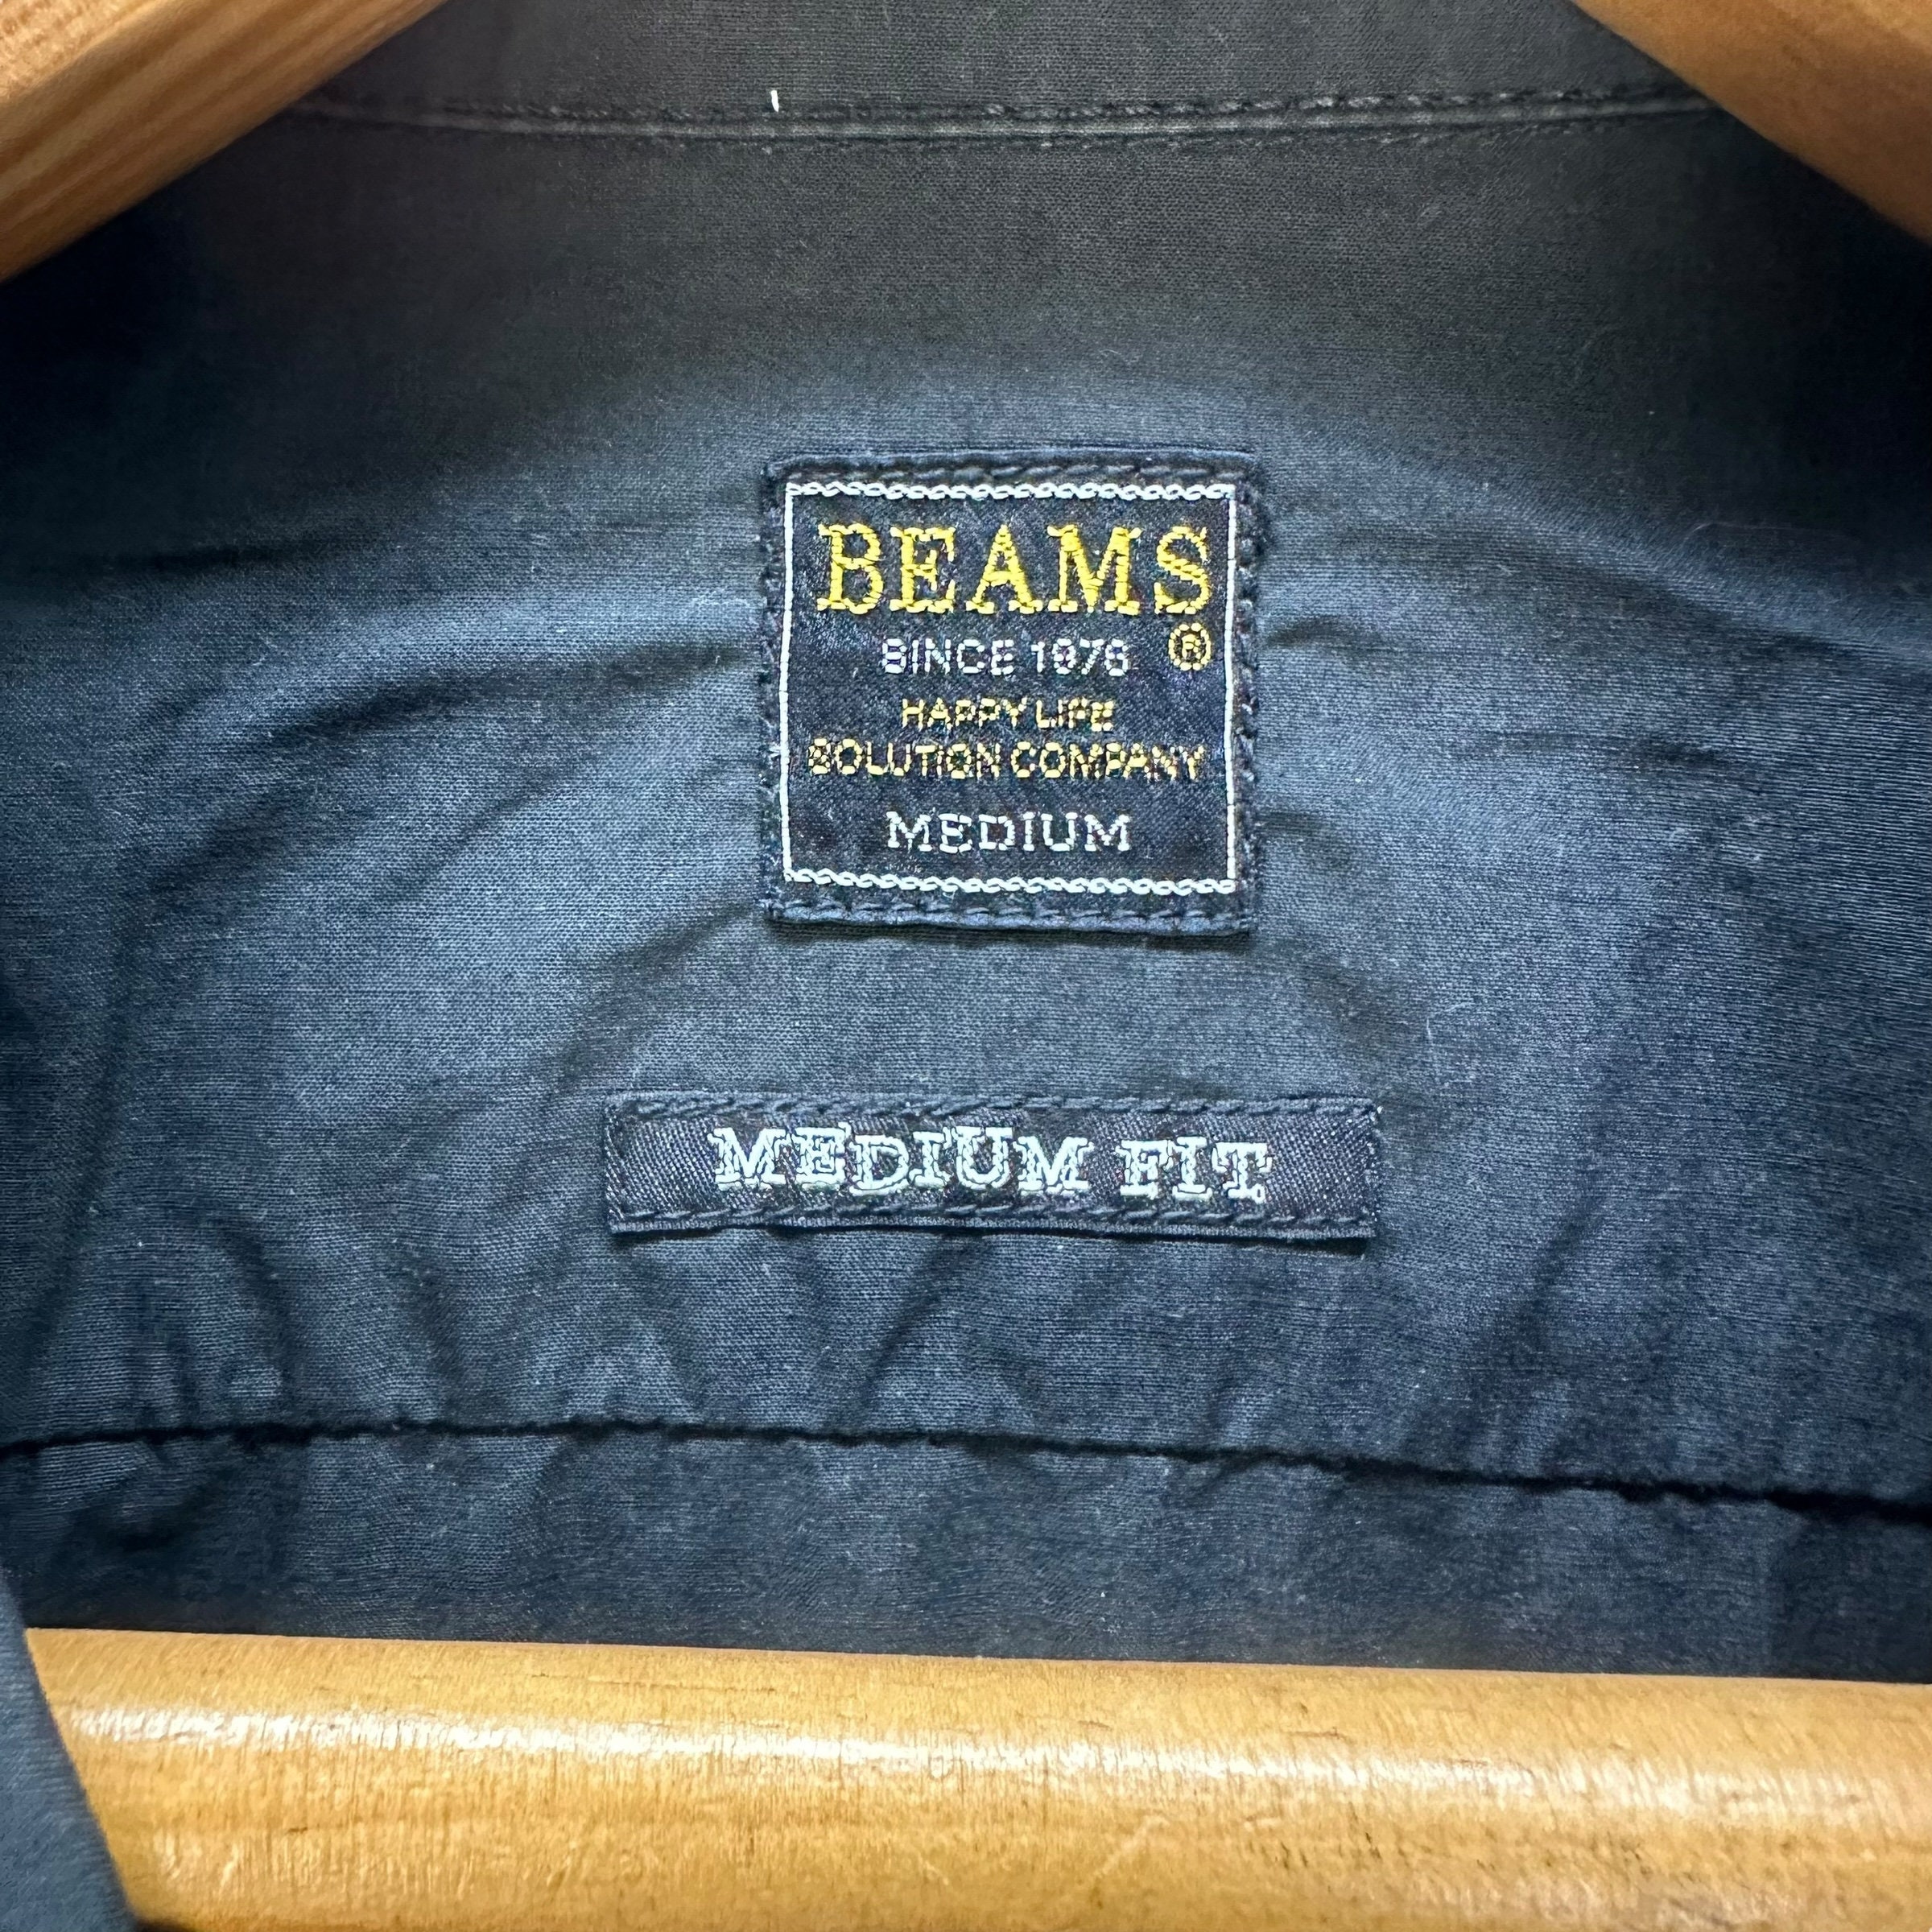 BEAMS
SINCE 1976 ®
HAPPY LIFE
SOLUTION COMPANY
MEDIUM
MEDIUM FIT